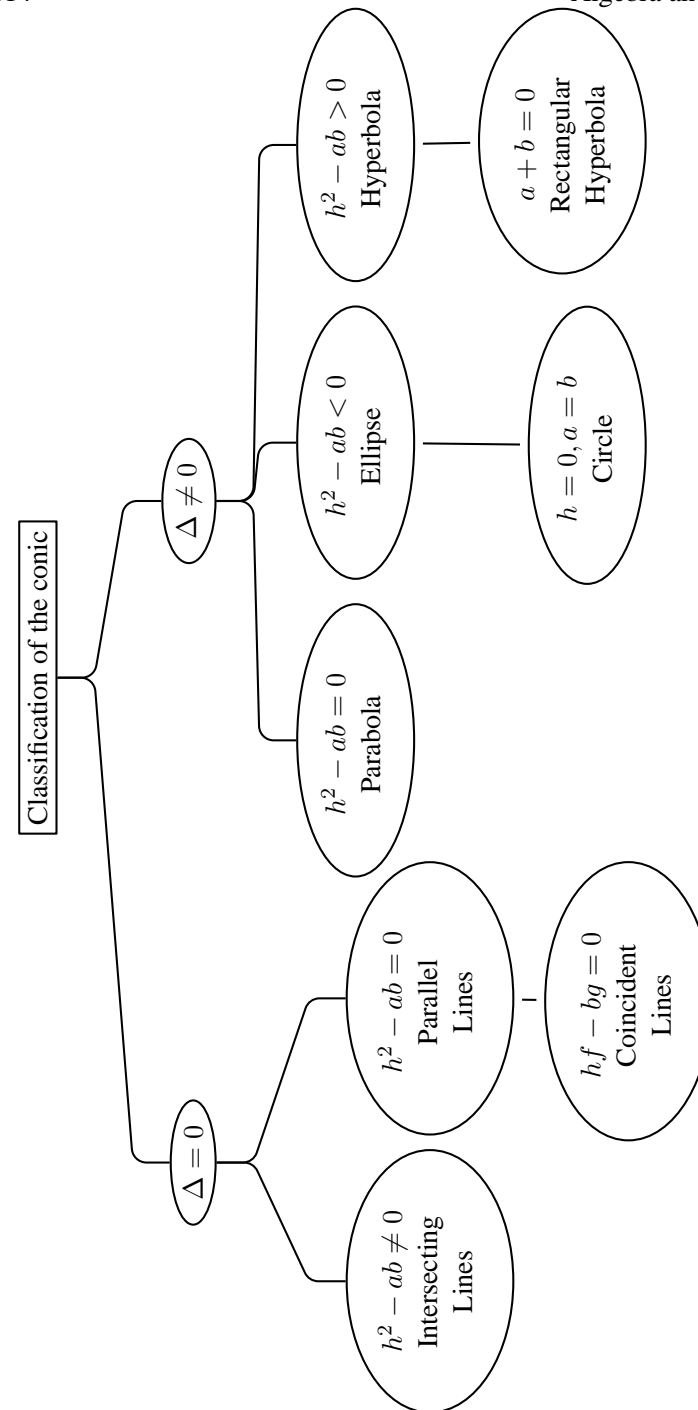 Classification of the conic
Δ = 0
h² − ab ≠ 0
Intersecting
Lines
h² − ab = 0
Parallel
Lines
hf − bg = 0
Coincident
Lines
Δ ≠ 0
h² − ab = 0
Parabola
h² − ab < 0
Ellipse
h = 0, a = b
Circle
h² − ab > 0
Hyperbola
a + b = 0
Rectangular
Hyperbola